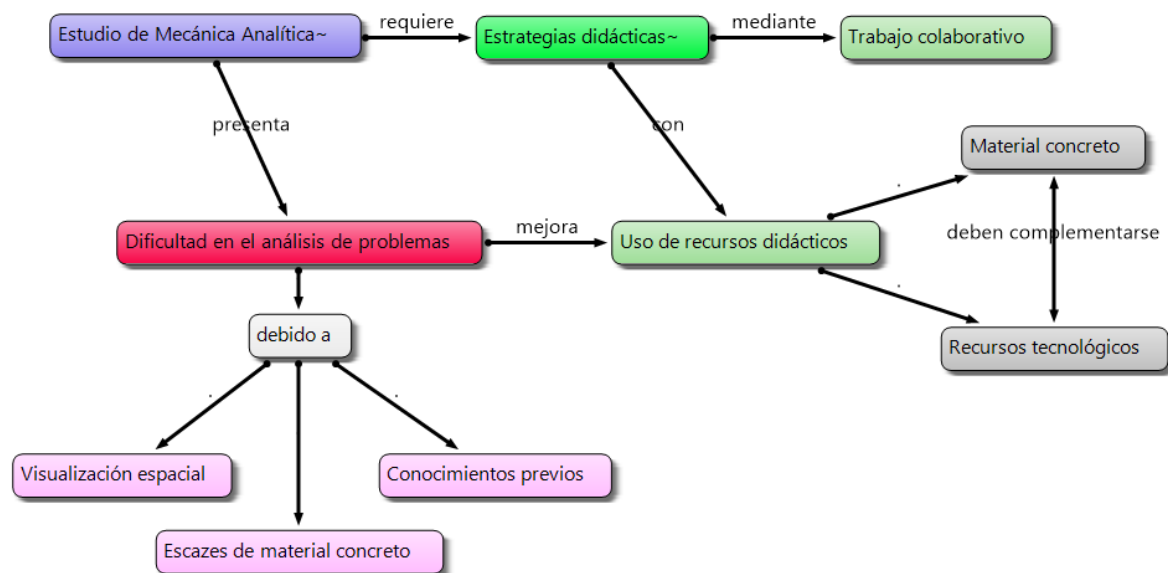 Estudio de Mecánica Analítica~
requiere
Estrategias didácticas~
mediante
Trabajo colaborativo
presenta
con
Material concreto
Dificultad en el análisis de problemas
mejora
Uso de recursos didácticos
deben complementarse
debido a
Recursos tecnológicos
Visualización espacial
Conocimientos previos
Escazes de material concreto